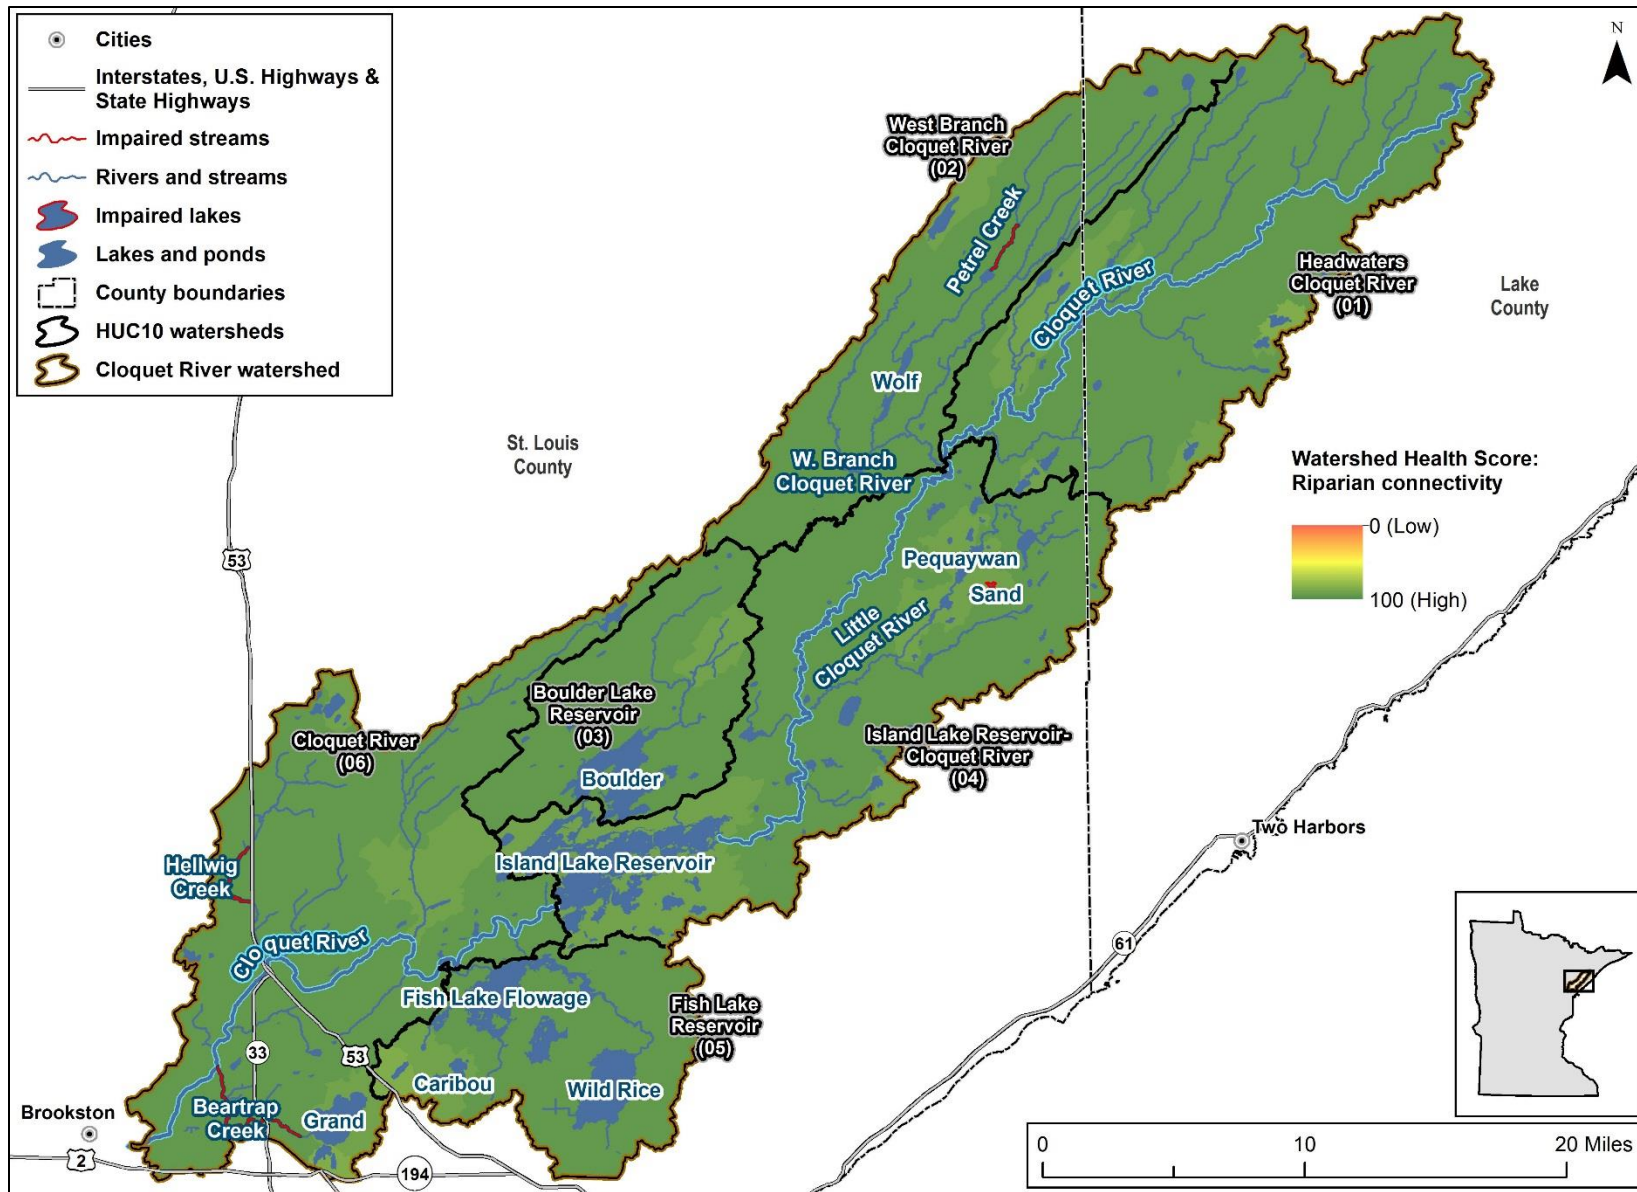 Cities
Interstates, U.S. Highways &
State Highways
Impaired streams
Rivers and streams
Impaired lakes
Lakes and ponds
County boundaries
HUC10 watersheds
Cloquet River watershed
N
West Branch
Cloquet River
(02)
Petrel Creek
Cloquet River
Headwaters
Cloquet River
(01)
Lake
County
Wolf
St. Louis
County
W. Branch
Cloquet River
Watershed Health Score:
Riparian connectivity
0 (Low)
100 (High)
53
Pequaywan
Sand
Little
Cloquet River
Boulder Lake
Reservoir
(03)
Cloquet River
(06)
Island Lake Reservoir-
Cloquet River
(04)
Boulder
Two Harbors
Island Lake Reservoir
Hellwig
Creek
Cloquet River
61
Fish Lake Flowage
Fish Lake
Reservoir
(05)
33
53
Caribou
Wild Rice
Brookston
Beartrap
Creek
Grand
2
194
0
10
20 Miles